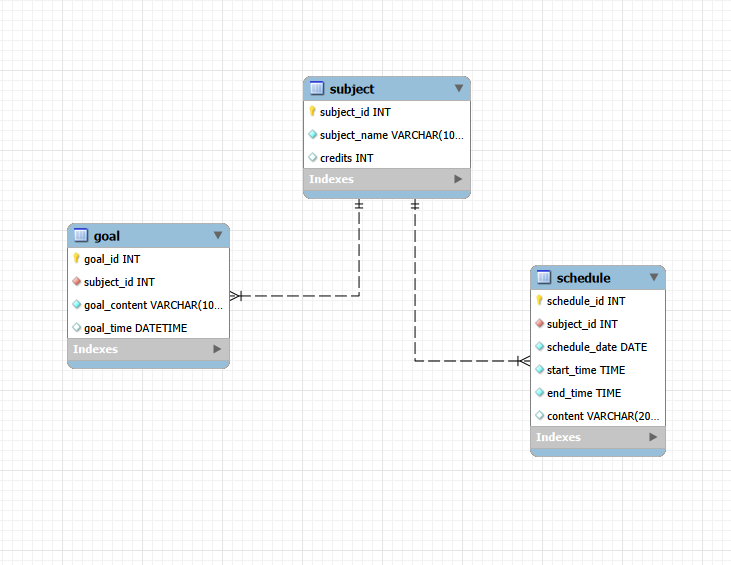 subject
subject_id INT
subject_name VARCHAR(10...
credits INT
Indexes
goal
goal_id INT
subject_id INT
goal_content VARCHAR(10...
goal_time DATETIME
Indexes
schedule
schedule_id INT
subject_id INT
schedule_date DATE
start_time TIME
end_time TIME
content VARCHAR(20...
Indexes